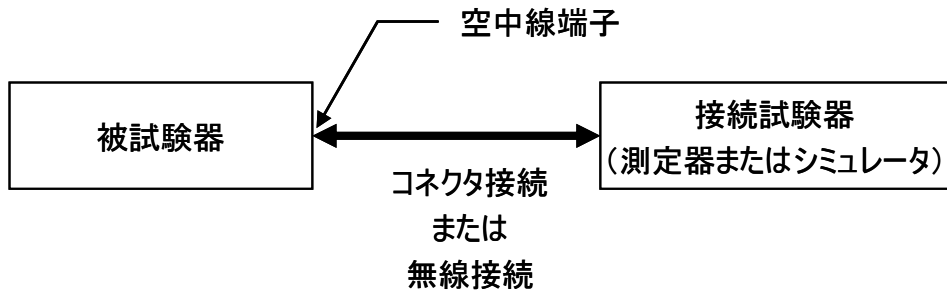 空中線端子
被試験器
接続試験器
（測定器またはシミュレータ）
コネクタ接続
または
無線接続